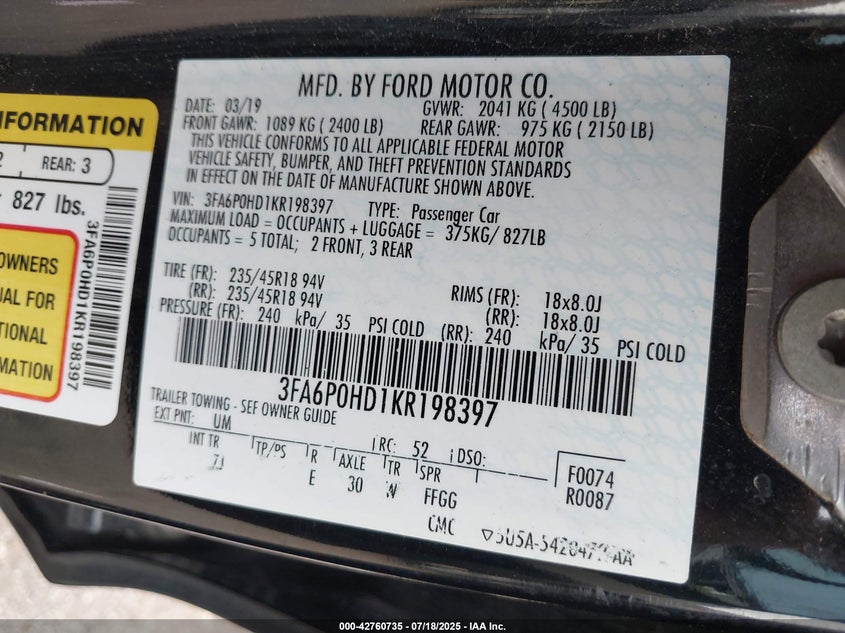 MFD. BY FORD MOTOR CO.
DATE: 03/19 GVWR: 2041 KG ( 4500 LB)
FRONT GAWR: 1089 KG ( 2400 LB) REAR GAWR: 975 KG ( 2150 LB)
THIS VEHICLE CONFORMS TO ALL APPLICABLE FEDERAL MOTOR
VEHICLE SAFETY, BUMPER, AND THEFT PREVENTION STANDARDS
IN EFFECT ON THE DATE OF MANUFACTURE SHOWN ABOVE.
VIN: 3FA6P0HD1KR198397 TYPE: Passenger Car
MAXIMUM LOAD = OCCUPANTS + LUGGAGE = 375KG/ 827LB
OCCUPANTS = 5 TOTAL; 2 FRONT, 3 REAR
TIRE (FR): 235/45R18 94V RIMS (FR): 18x8.0J
(RR): 235/45R18 94V (RR): 18x8.0J
PRESSURE (FR): 240 kPa/ 35 PSI COLD (RR): 240 kPa/ 35 PSI COLD
3FA6P0HD1KR198397
TRAILER TOWING - SEE OWNER GUIDE
EXT PNT: UM RC: 52 DSO:
INT TR TP/PS R AXLE TR SPR F0074
71 E 30 W FFGG R0087
CMC
INFORMATION
2 REAR: 3
827 lbs.
3FA6P0HD1KR198397
OWNERS
UAL FOR
TIONAL
RMATION
000-42760735 - 07/18/2025 - IAA Inc.